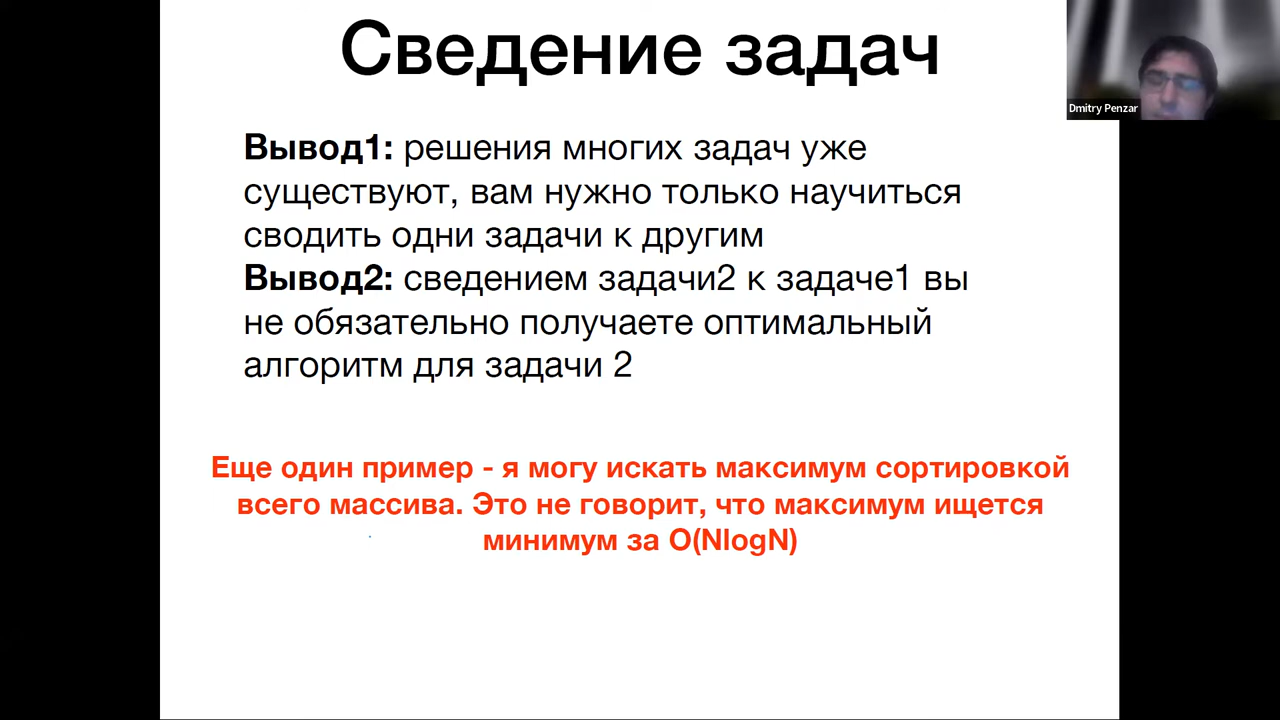 Сведение задач
Dmitry Penzar
Вывод1: решения многих задач уже
существуют, вам нужно только научиться
сводить одни задачи к другим
Вывод2: сведением задачи2 к задаче1 вы
не обязательно получаете оптимальный
алгоритм для задачи 2
Еще один пример - я могу искать максимум сортировкой
всего массива. Это не говорит, что максимум ищется
минимум за O(NlogN)